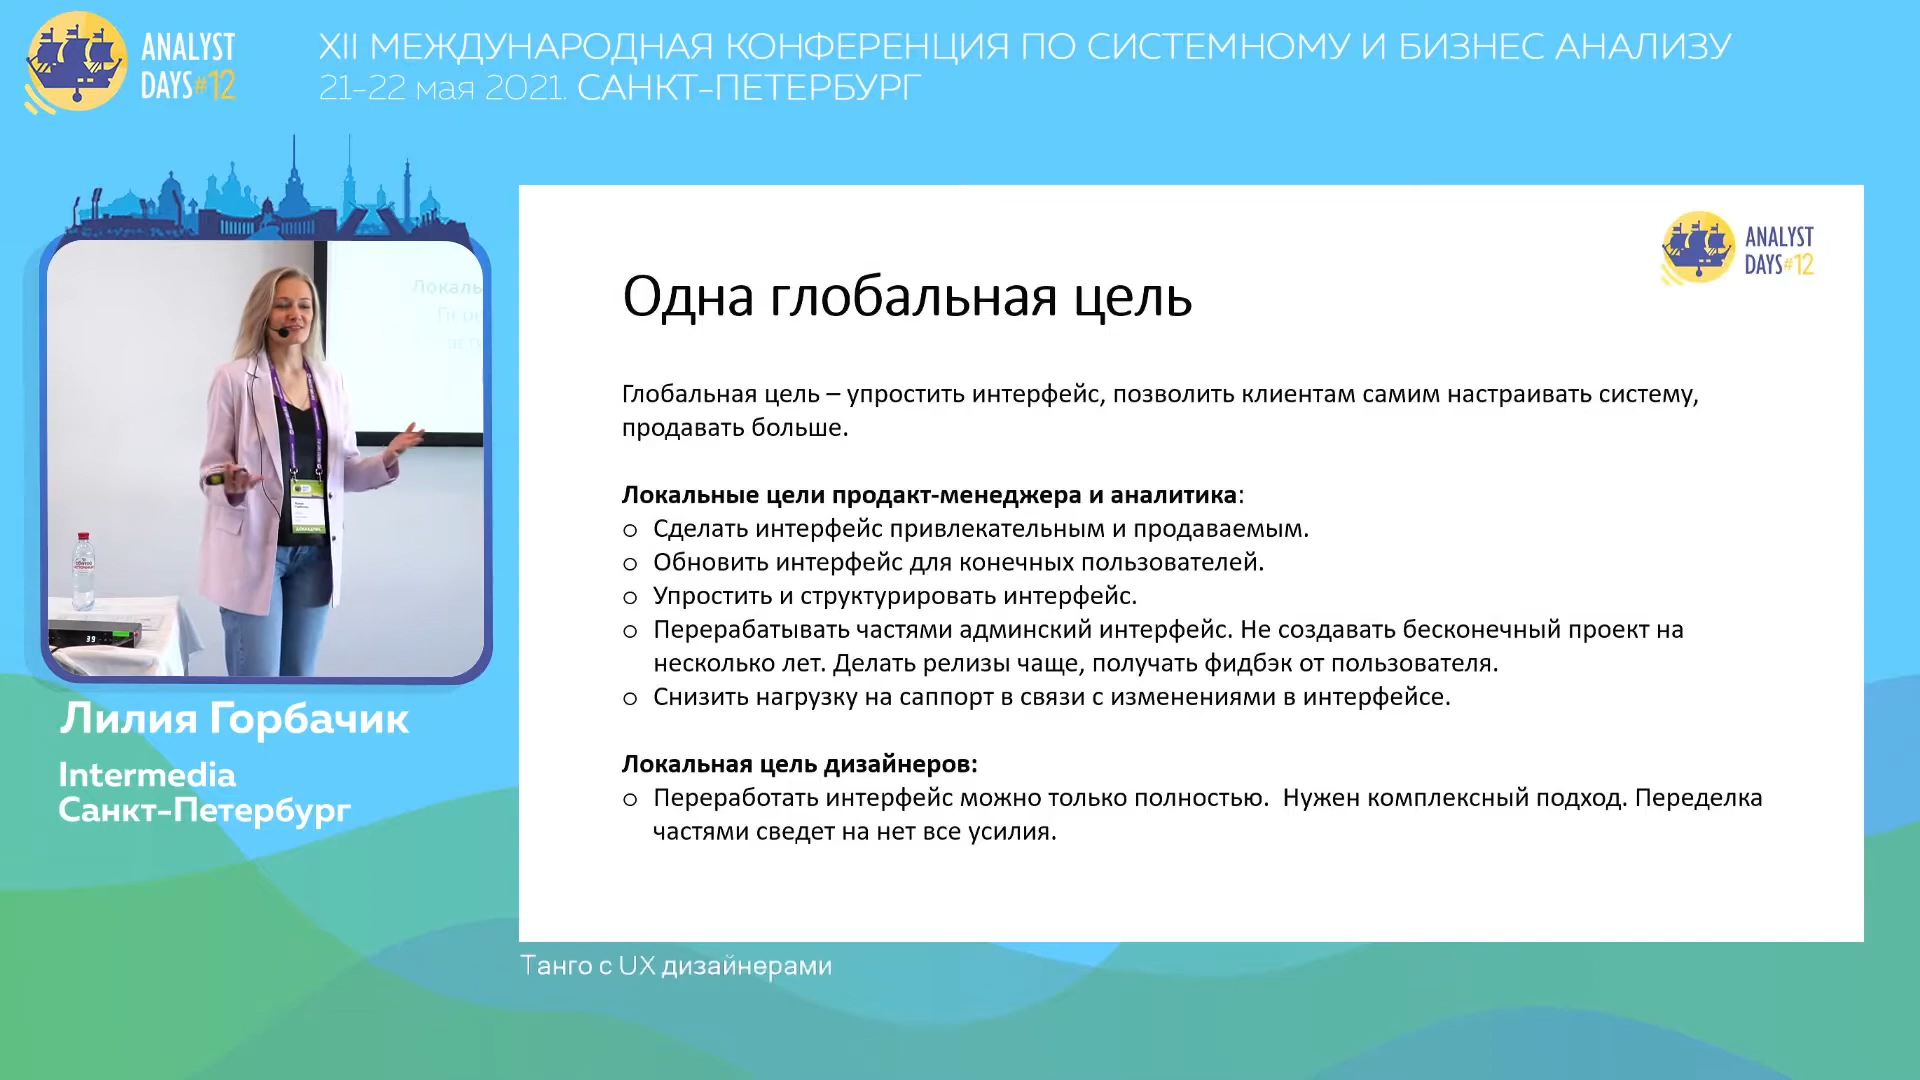 ANALYST
DAYS#12
XII МЕЖДУНАРОДНАЯ КОНФЕРЕНЦИЯ ПО СИСТЕМНОМУ И БИЗНЕС АНАЛИЗУ
21-22 мая 2021. САНКТ-ПЕТЕРБУРГ
Локаль
39
Лилия Горбачик
Intermedia
Санкт-Петербург
ANALYST
DAYS#12
Одна глобальная цель
Глобальная цель – упростить интерфейс, позволить клиентам самим настраивать систему,
продавать больше.
Локальные цели продакт-менеджера и аналитика:
o Сделать интерфейс привлекательным и продаваемым.
o Обновить интерфейс для конечных пользователей.
o Упростить и структурировать интерфейс.
o Перерабатывать частями админский интерфейс. Не создавать бесконечный проект на
несколько лет. Делать релизы чаще, получать фидбэк от пользователя.
o Снизить нагрузку на саппорт в связи с изменениями в интерфейсе.
Локальная цель дизайнеров:
o Переработать интерфейс можно только полностью.  Нужен комплексный подход. Переделка
частями сведет на нет все усилия.
Танго с UX дизайнерами